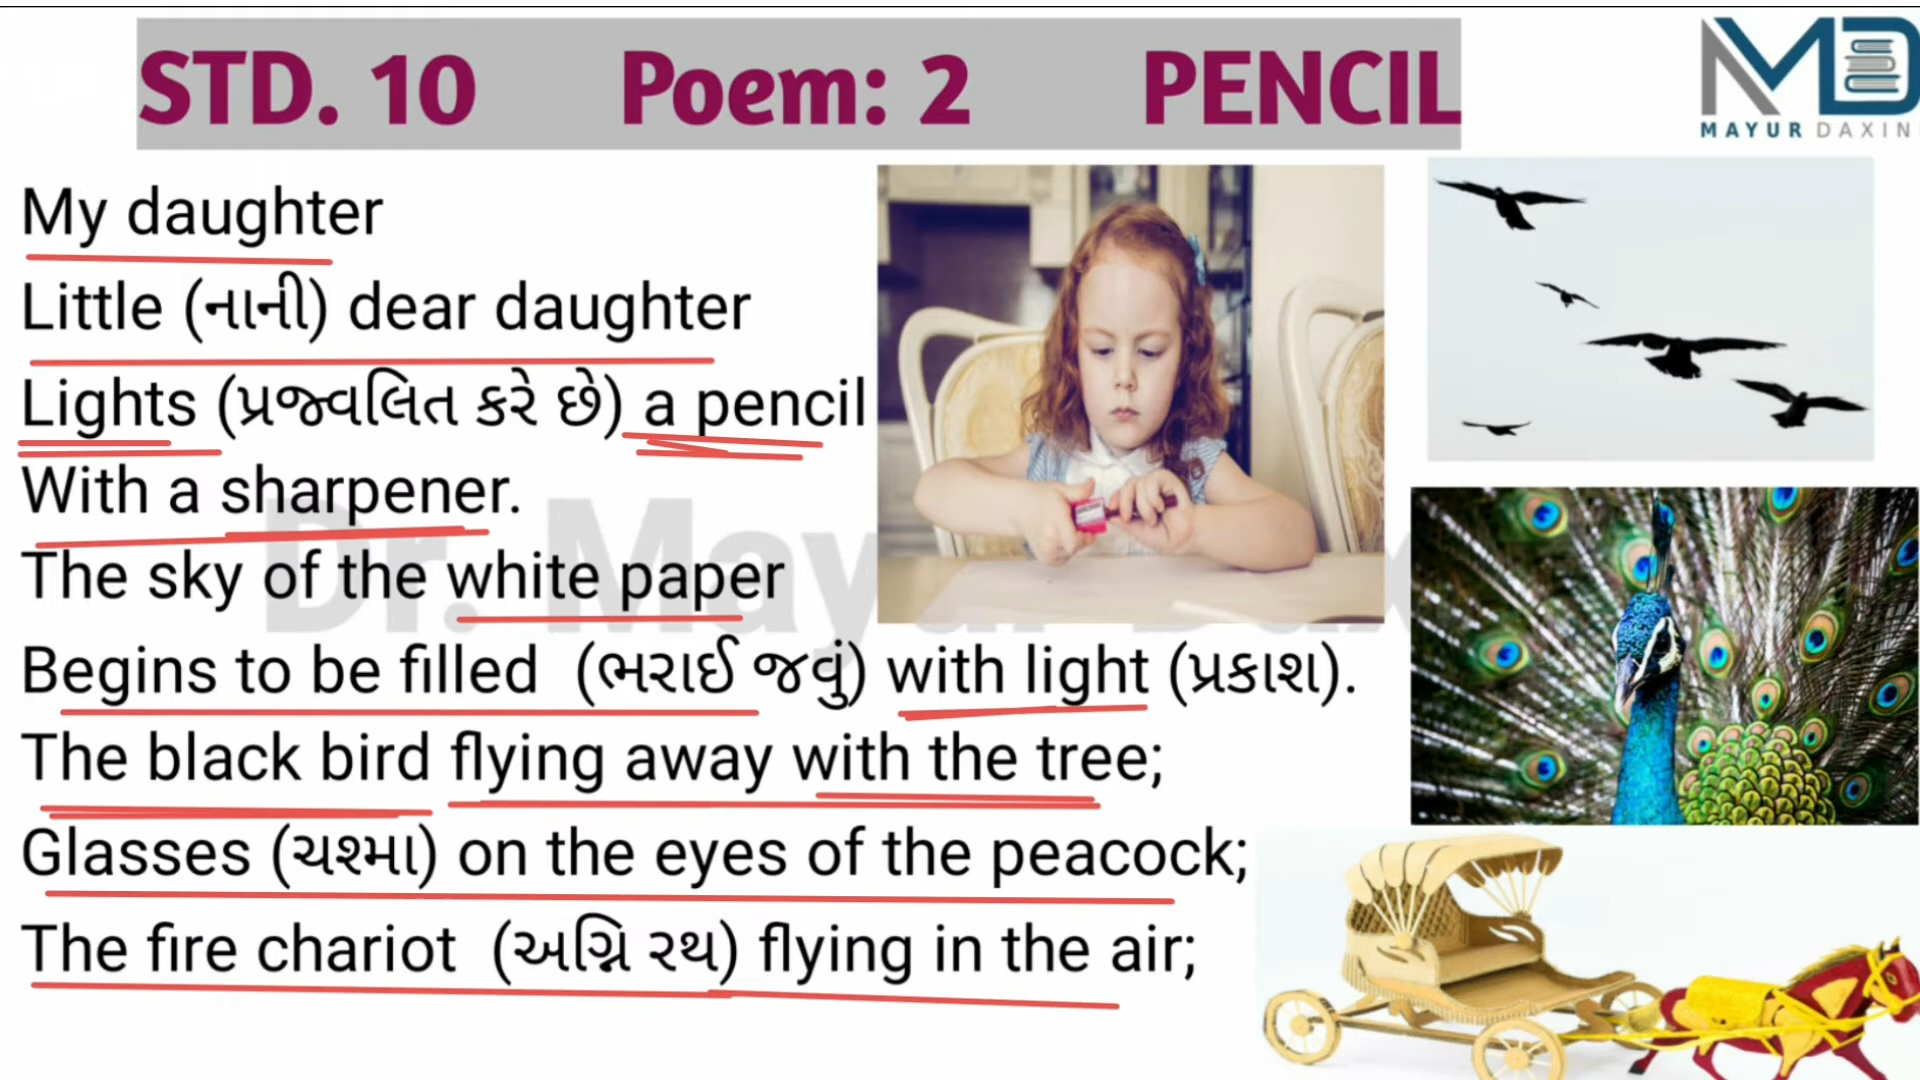 STD. 10 Poem: 2 PENCIL
MAYUR DAXIN
My daughter
Little (નાની) dear daughter
Lights (પ્રજ્વલિત કરે છે) a pencil
With a sharpener.
The sky of the white paper
Begins to be filled (ભરાઈ જવું) with light (પ્રકાશ).
The black bird flying away with the tree;
Glasses (ચશ્મા) on the eyes of the peacock;
The fire chariot (અગ્નિ રથ) flying in the air;